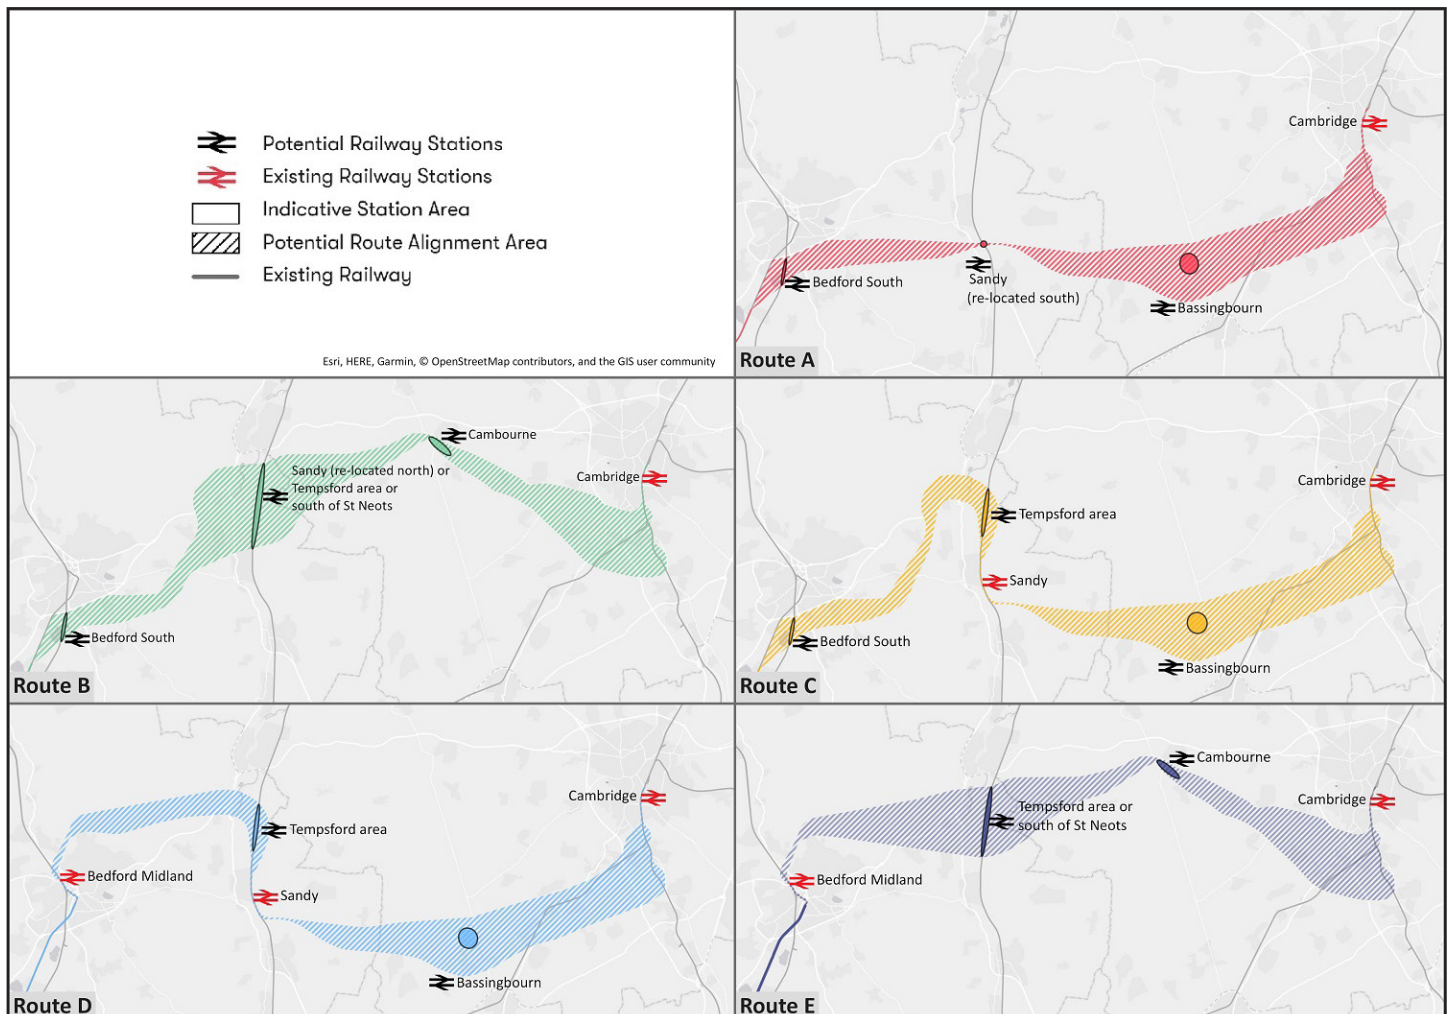 Potential Railway Stations
Existing Railway Stations
Indicative Station Area
Potential Route Alignment Area
Existing Railway
Esri, HERE, Garmin, © OpenStreetMap contributors, and the GIS user community
Cambridge
Bedford South
Sandy
(re-located south)
Bassingbourn
Route A
Cambourne
Sandy (re-located north) or
Tempsford area or
south of St Neots
Cambridge
Bedford South
Route B
Cambridge
Tempsford area
Sandy
Bedford South
Bassingbourn
Route C
Cambridge
Tempsford area
Bedford Midland
Sandy
Bassingbourn
Route D
Cambourne
Cambridge
Tempsford area or
south of St Neots
Bedford Midland
Route E